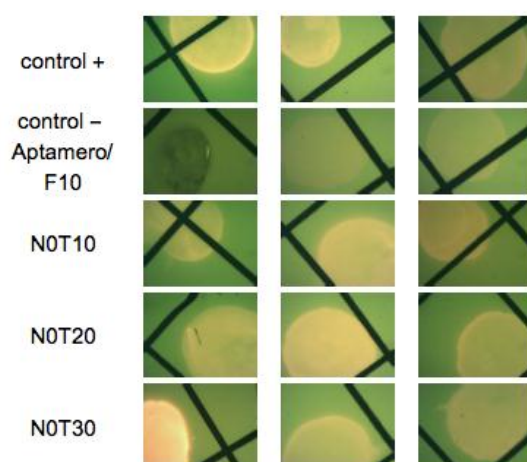 control +
control –
Aptamero/
F10
N0T10
N0T20
N0T30